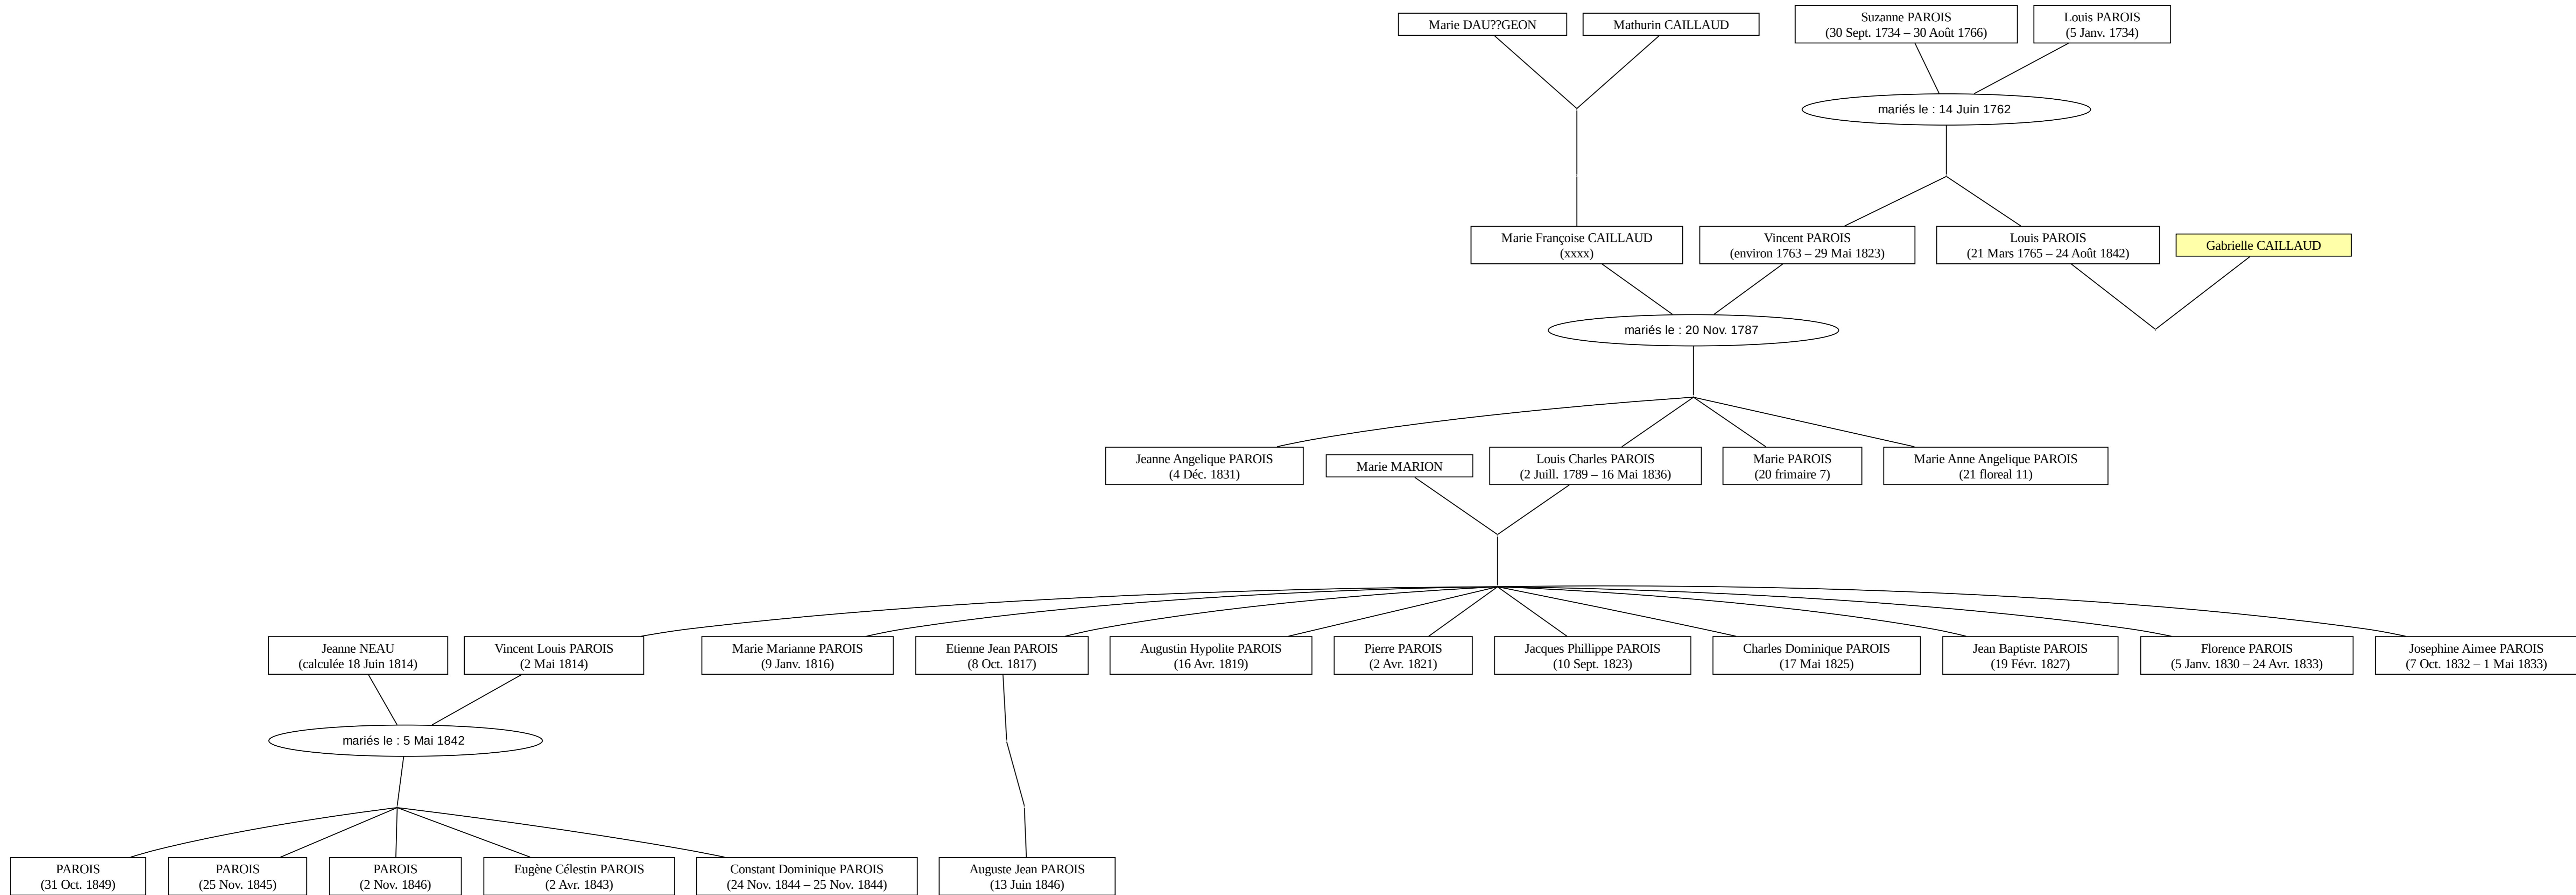 Marie DAU??GEON
Mathurin CAILLAUD
Suzanne PAROIS
(30 Sept. 1734 – 30 Août 1766)
Louis PAROIS
(5 Janv. 1734)
mariés le : 14 Juin 1762
Marie Françoise CAILLAUD
(xxxx)
Vincent PAROIS
(environ 1763 – 29 Mai 1823)
Louis PAROIS
(21 Mars 1765 – 24 Août 1842)
Gabrielle CAILLAUD
mariés le : 20 Nov. 1787
Jeanne Angelique PAROIS
(4 Déc. 1831)
Marie MARION
Louis Charles PAROIS
(2 Juill. 1789 – 16 Mai 1836)
Marie PAROIS
(20 frimaire 7)
Marie Anne Angelique PAROIS
(21 floreal 11)
Jeanne NEAU
(calculée 18 Juin 1814)
Vincent Louis PAROIS
(2 Mai 1814)
Marie Marianne PAROIS
(9 Janv. 1816)
Etienne Jean PAROIS
(8 Oct. 1817)
Augustin Hypolite PAROIS
(16 Avr. 1819)
Pierre PAROIS
(2 Avr. 1821)
Jacques Phillippe PAROIS
(10 Sept. 1823)
Charles Dominique PAROIS
(17 Mai 1825)
Jean Baptiste PAROIS
(19 Févr. 1827)
Florence PAROIS
(5 Janv. 1830 – 24 Avr. 1833)
Josephine Aimee PAROIS
(7 Oct. 1832 – 1 Mai 1833)
mariés le : 5 Mai 1842
PAROIS
(31 Oct. 1849)
PAROIS
(25 Nov. 1845)
PAROIS
(2 Nov. 1846)
Eugène Célestin PAROIS
(2 Avr. 1843)
Constant Dominique PAROIS
(24 Nov. 1844 – 25 Nov. 1844)
Auguste Jean PAROIS
(13 Juin 1846)